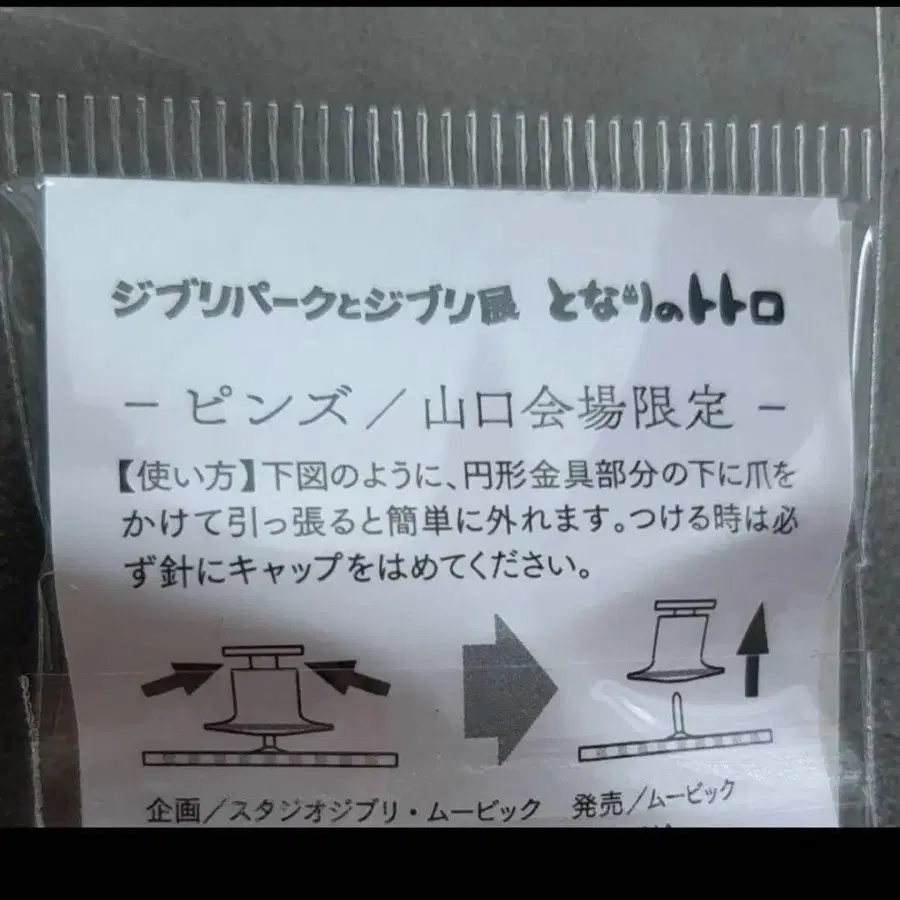 ジブリパークとジブリ展 となりのトトロ
－ ピンズ／山口会場限定 －
【使い方】下図のように、円形金具部分の下に爪を
かけて引っ張ると簡単に外れます。つける時は必
ず針にキャップをはめてください。
企画／スタジオジブリ・ムービック 発売／ムービック